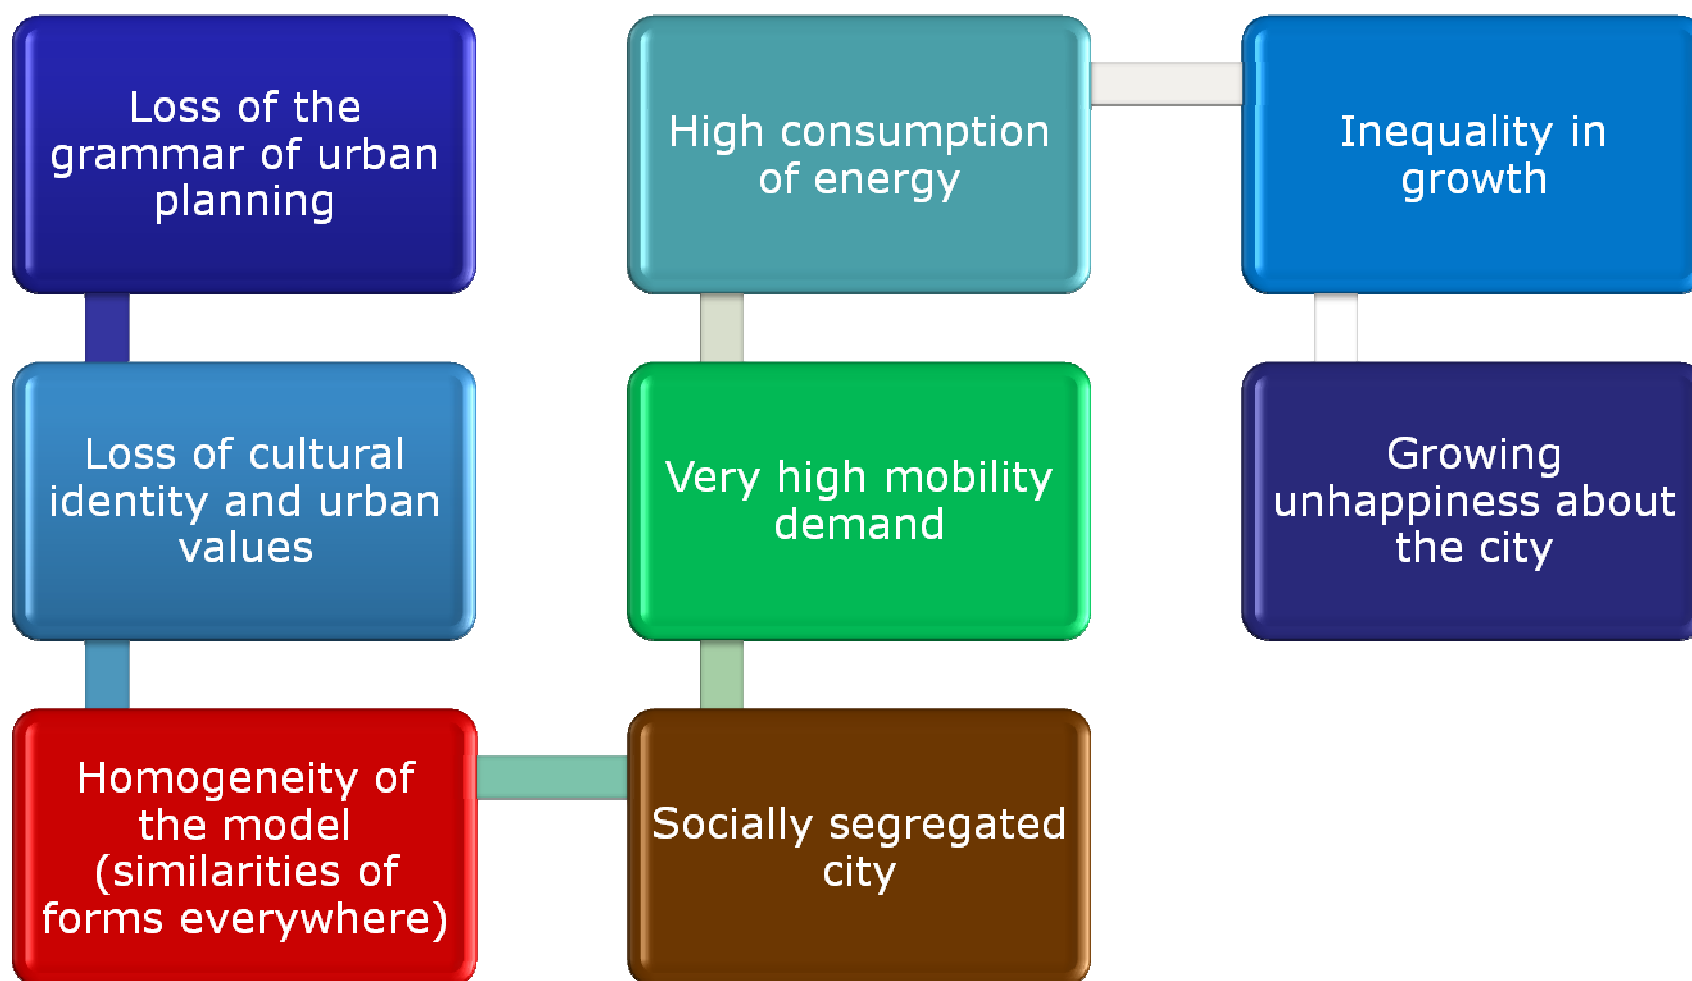 Loss of the
grammar of urban
planning
Loss of cultural
identity and urban
values
Homogeneity of
the model
(similarities of
forms everywhere)
Socially segregated
city
Very high mobility
demand
High consumption
of energy
Inequality in
growth
Growing
unhappiness about
the city